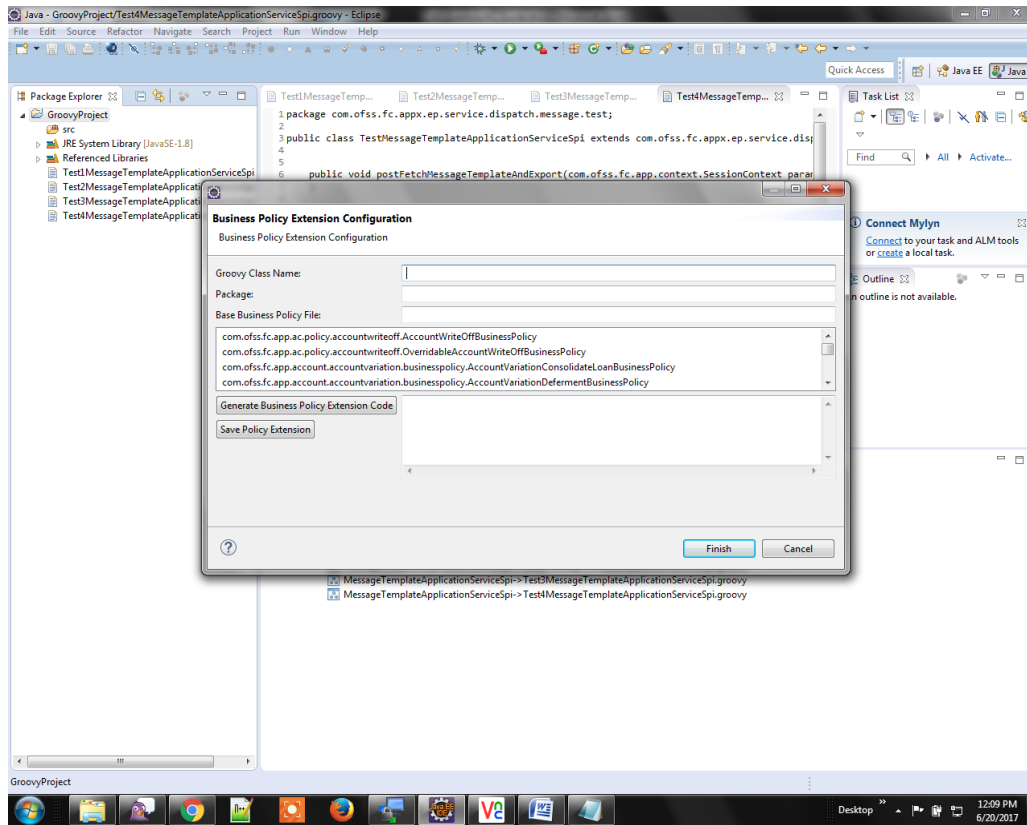 Java - GroovyProject/Test4MessageTemplateApplicationServiceSpi.groovy - Eclipse
File Edit Source Refactor Navigate Search Project Run Window Help
Quick Access
Java EE
Java
Package Explorer
GroovyProject
src
JRE System Library [JavaSE-1.8]
Referenced Libraries
Test1MessageTemplateApplicationServiceSpi
Test2MessageTemplateApplicati
Test3MessageTemplateApplicati
Test4MessageTemplateApplicati
Test1MessageTemp...
Test2MessageTemp...
Test3MessageTemp...
Test4MessageTemp...
1 package com.ofss.fc.appx.ep.service.dispatch.message.test;
2
3 public class TestMessageTemplateApplicationServiceSpi extends com.ofss.fc.appx.ep.service.disp
4
5
6 public void postFetchMessageTemplateAndExport(com.ofss.fc.app.context.SessionContext param
Task List
Find
All
Activate...
Connect Mylyn
Connect to your task and ALM tools
or create a local task.
Outline
n outline is not available.
Business Policy Extension Configuration
Business Policy Extension Configuration
Groovy Class Name:
Package:
Base Business Policy File:
com.ofss.fc.app.ac.policy.accountwriteoff.AccountWriteOffBusinessPolicy
com.ofss.fc.app.ac.policy.accountwriteoff.OverridableAccountWriteOffBusinessPolicy
com.ofss.fc.app.account.accountvariation.businesspolicy.AccountVariationConsolidateLoanBusinessPolicy
com.ofss.fc.app.account.accountvariation.businesspolicy.AccountVariationDefermentBusinessPolicy
Generate Business Policy Extension Code
Save Policy Extension
Finish
Cancel
MessageTemplateApplicationServiceSpi->Test3MessageTemplateApplicationServiceSpi.groovy
MessageTemplateApplicationServiceSpi->Test4MessageTemplateApplicationServiceSpi.groovy
GroovyProject
Desktop
12:09 PM
6/20/2017